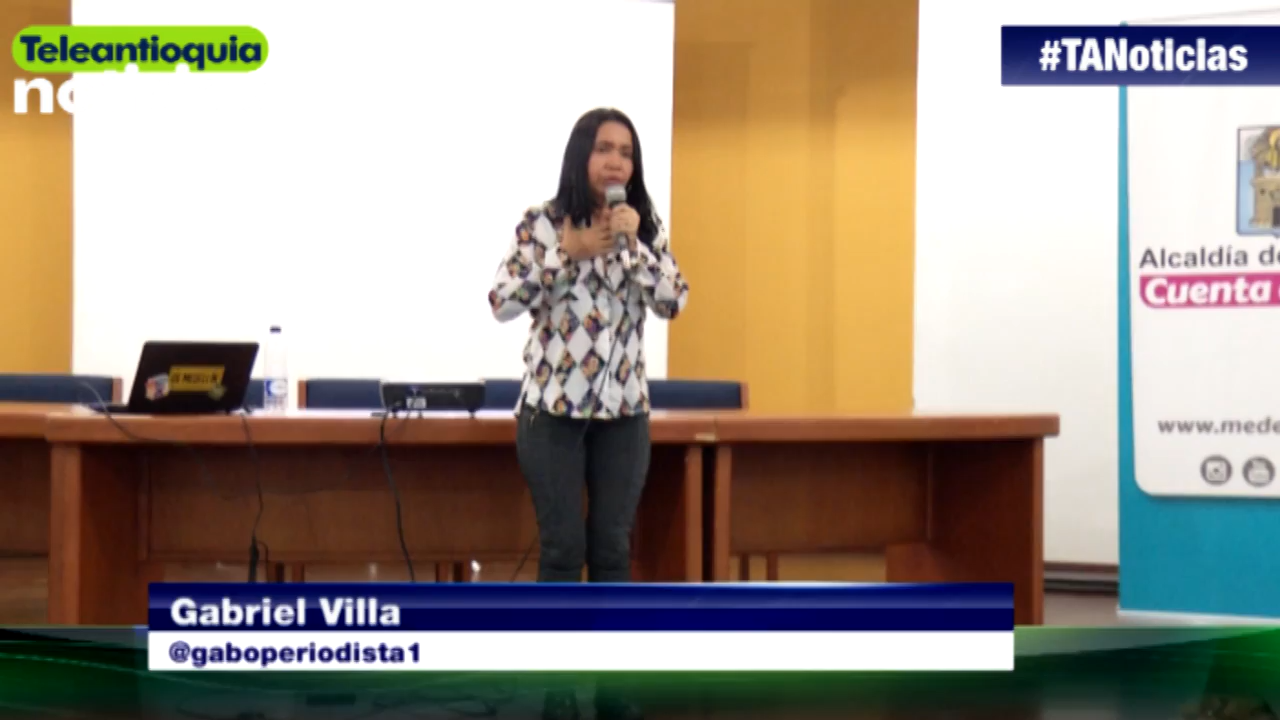 Teleantioquia
#TANoticias
Alcaldía de
Cuenta
www.mede
Gabriel Villa
@gaboperiodista1